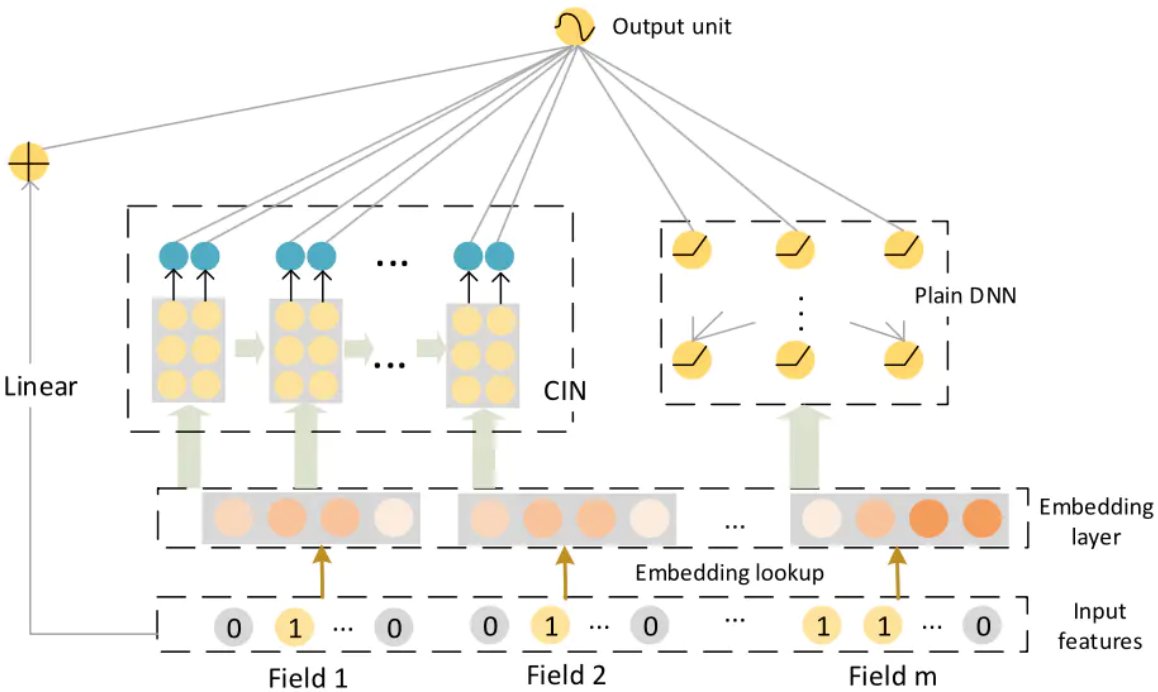 Output unit
...
Plain DNN
...
Linear
CIN
...
Embedding
layer
Embedding lookup
0 1 ... 0 0 1 ... 0 ... 1 1 ... 0
Input
features
Field 1 Field 2 Field m